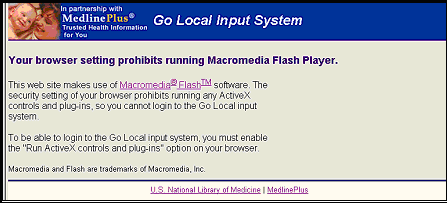 In partnership with
MedlinePlus®
Trusted Health Information
for You
Go Local Input System
Your browser setting prohibits running Macromedia Flash Player.
This web site makes use of Macromedia® Flash™ software. The
security setting of your browser prohibits running any ActiveX
controls and plug-ins, so you cannot login to the Go Local input
system.
To be able to login to the Go Local input system, you must enable
the "Run ActiveX controls and plug-ins" option on your browser.
Macromedia and Flash are trademarks of Macromedia, Inc.
U.S. National Library of Medicine | MedlinePlus